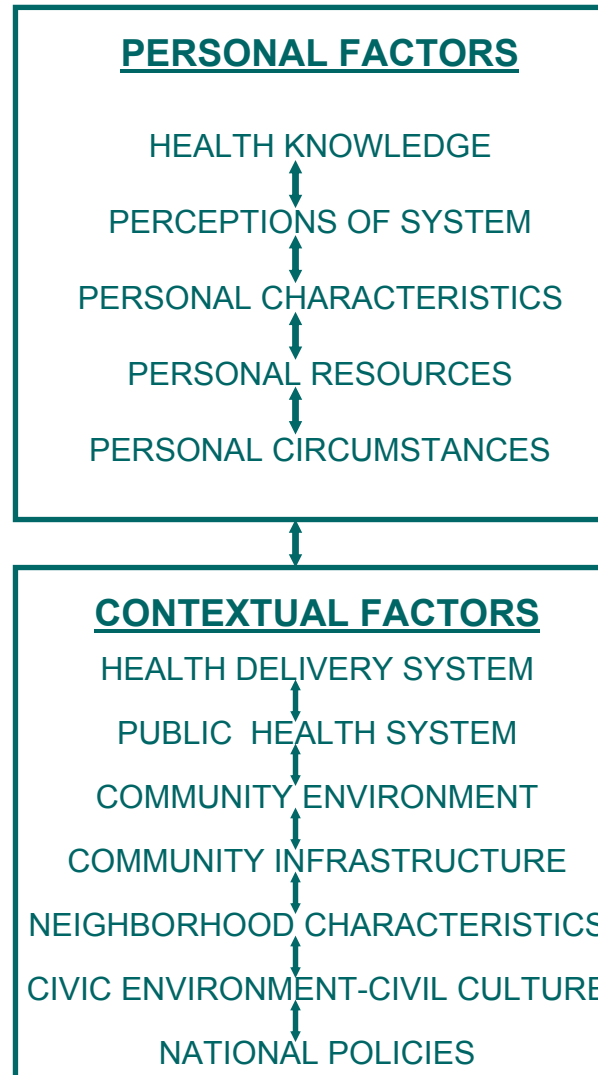 PERSONAL FACTORS
HEALTH KNOWLEDGE
PERCEPTIONS OF SYSTEM
PERSONAL CHARACTERISTICS
PERSONAL RESOURCES
PERSONAL CIRCUMSTANCES
CONTEXTUAL FACTORS
HEALTH DELIVERY SYSTEM
PUBLIC HEALTH SYSTEM
COMMUNITY ENVIRONMENT
COMMUNITY INFRASTRUCTURE
NEIGHBORHOOD CHARACTERISTICS
CIVIC ENVIRONMENT-CIVIL CULTURE
NATIONAL POLICIES